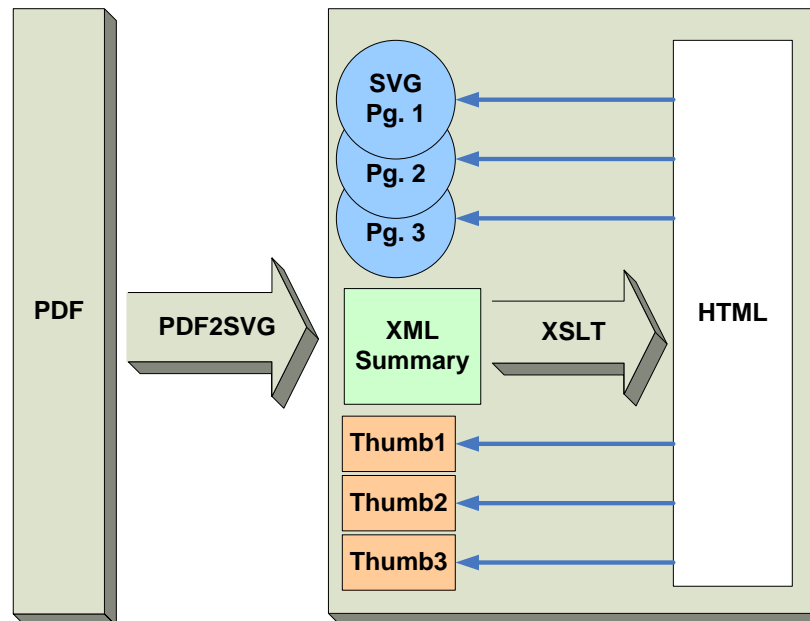 PDF
PDF2SVG
SVG
Pg. 1
Pg. 2
Pg. 3
XML
Summary
XSLT
HTML
Thumb1
Thumb2
Thumb3